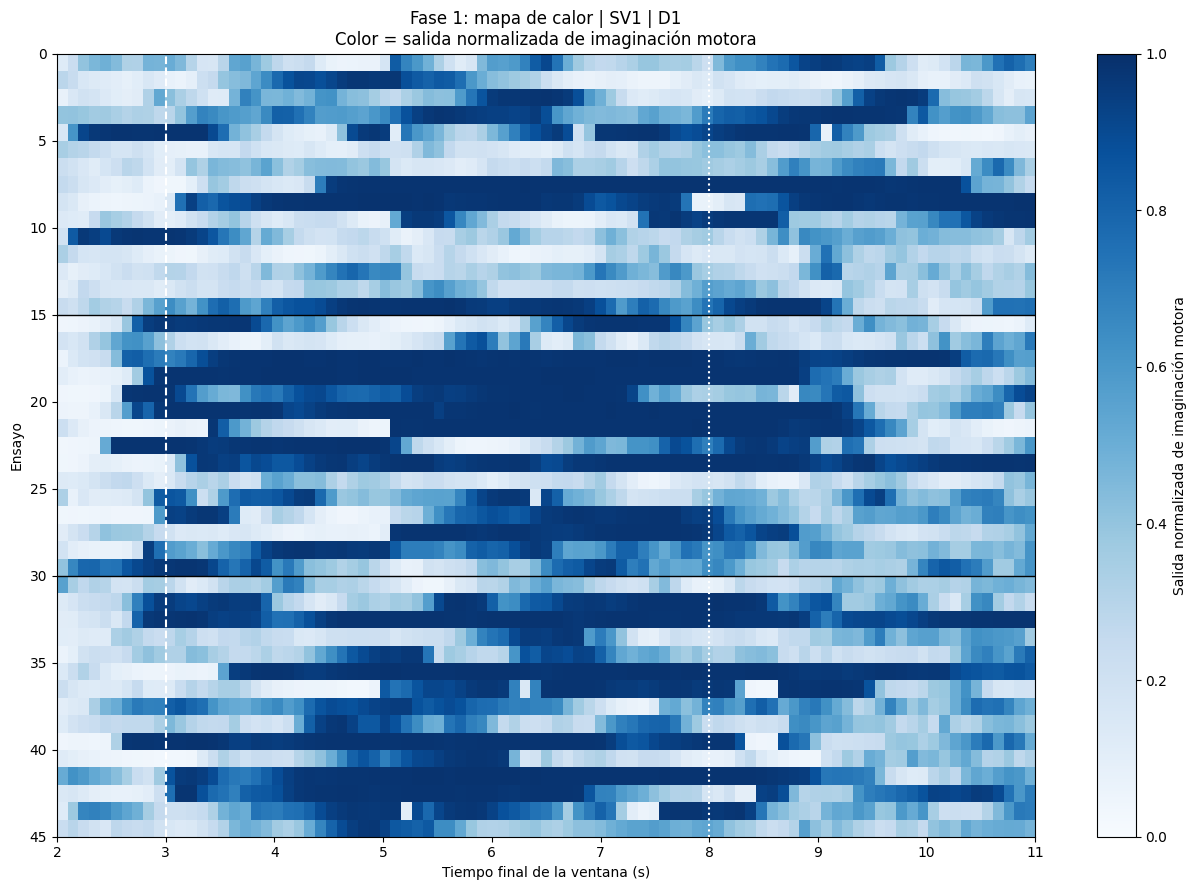 Fase 1: mapa de calor | SV1 | D1
Color = salida normalizada de imaginación motora
0
5
10
15
20
25
30
35
40
45
Ensayo
2 3 4 5 6 7 8 9 10 11
Tiempo final de la ventana (s)
1.0
0.8
0.6
0.4
0.2
0.0
Salida normalizada de imaginación motora